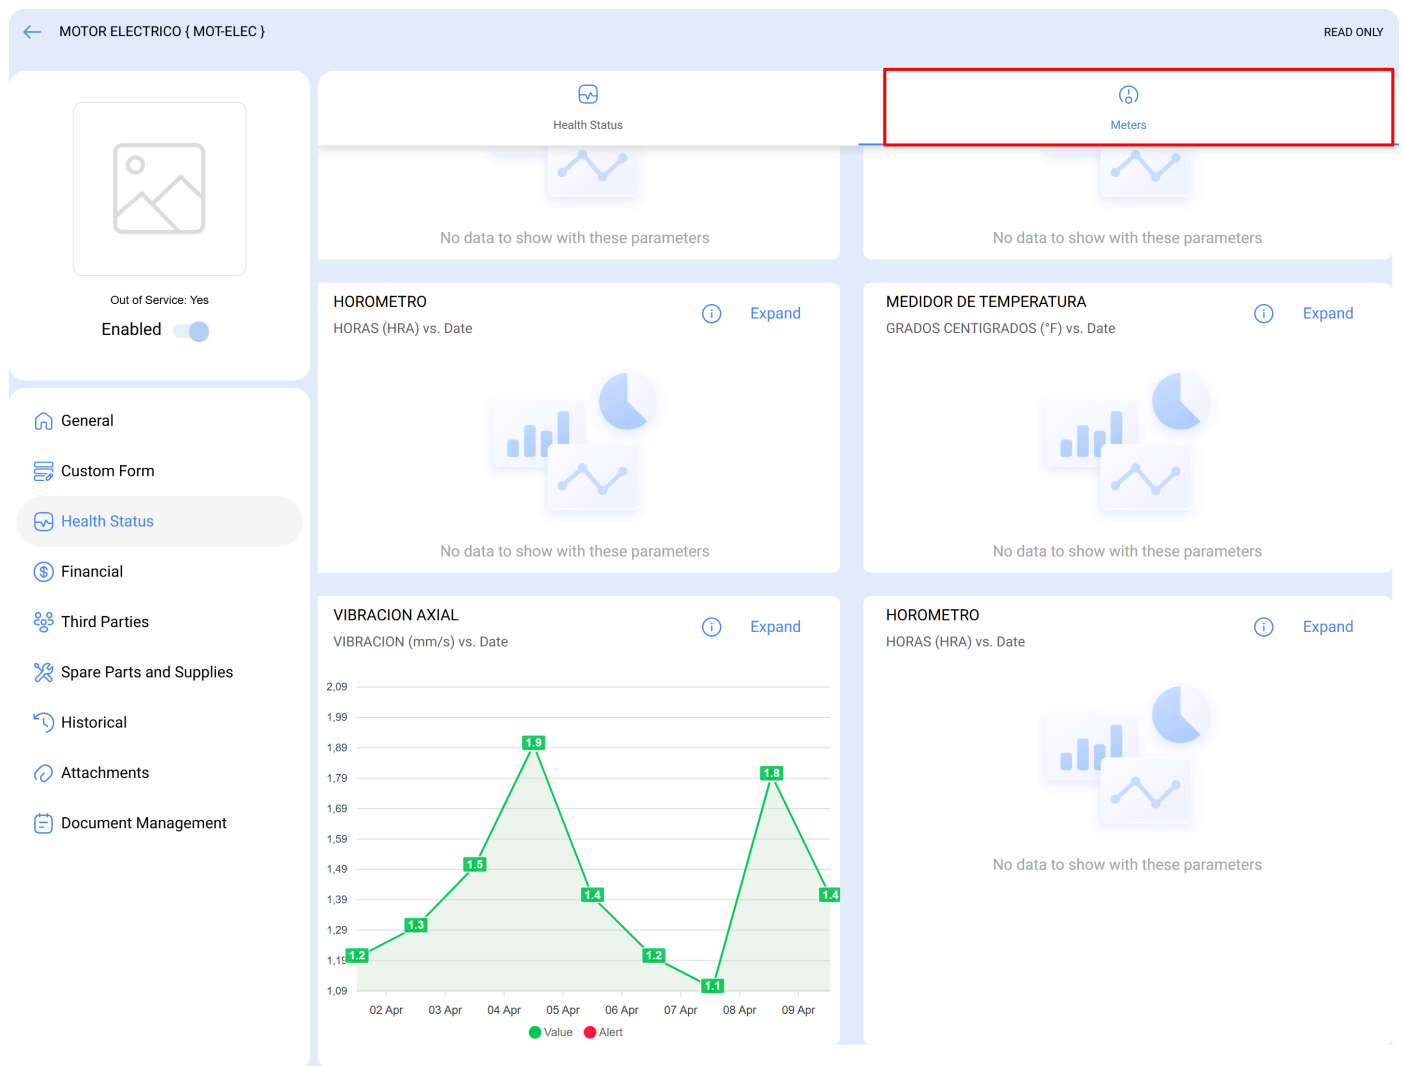 MOTOR ELECTRICO { MOT-ELEC }
READ ONLY
Out of Service: Yes
Enabled
General
Custom Form
Health Status
Financial
Third Parties
Spare Parts and Supplies
Historical
Attachments
Document Management
Health Status
Meters
No data to show with these parameters
No data to show with these parameters
HOROMETRO
HORAS (HRA) vs. Date
Expand
No data to show with these parameters
MEDIDOR DE TEMPERATURA
GRADOS CENTIGRADOS (°F) vs. Date
Expand
No data to show with these parameters
VIBRACION AXIAL
VIBRACION (mm/s) vs. Date
Expand
2,09
1,99
1,89
1,79
1,69
1,59
1,49
1,39
1,29
1,19
1,09
1.2
1.3
1.5
1.9
1.4
1.2
1.1
1.8
1.4
02 Apr 03 Apr 04 Apr 05 Apr 06 Apr 07 Apr 08 Apr 09 Apr
Value Alert
HOROMETRO
HORAS (HRA) vs. Date
Expand
No data to show with these parameters